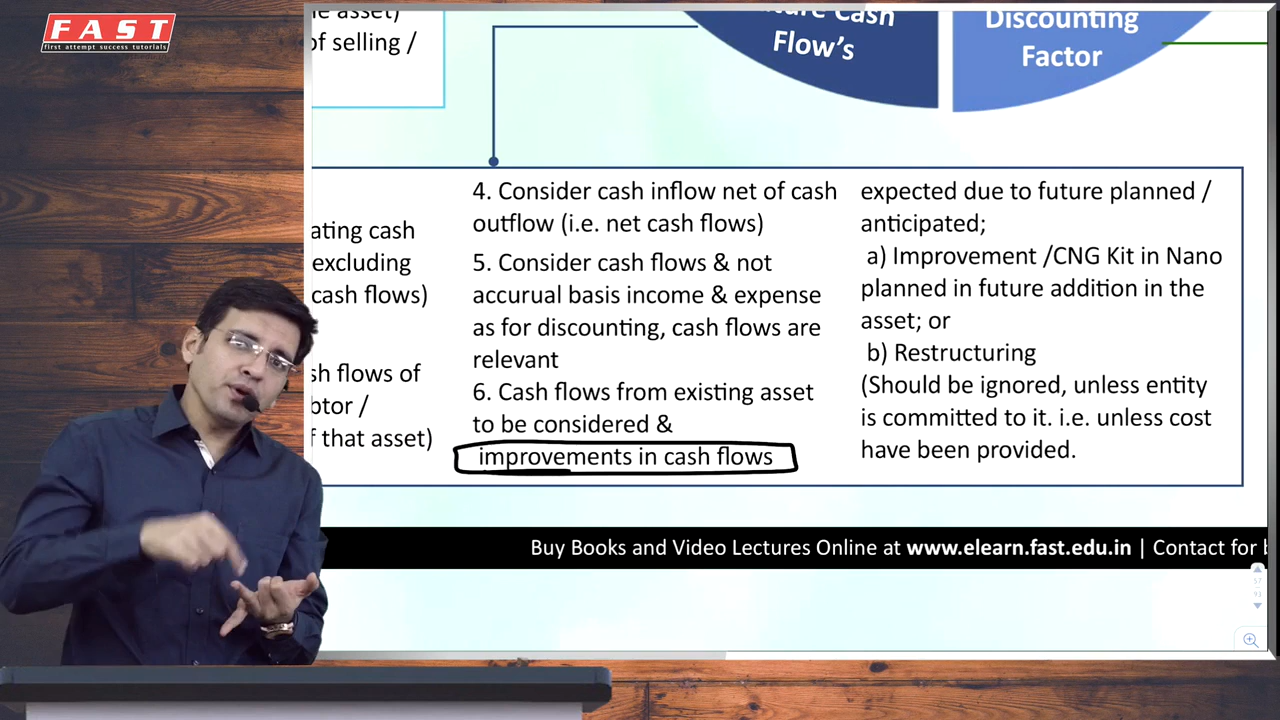 FAST
first attempt success tutorials
asset)
of selling /
Cash
Flow's
Discounting
Factor
cash
excluding
cash flows)
flows of
/
that asset)
4. Consider cash inflow net of cash
outflow (i.e. net cash flows)
5. Consider cash flows & not
accurual basis income & expense
as for discounting, cash flows are
relevant
6. Cash flows from existing asset
to be considered &
improvements in cash flows
expected due to future planned /
anticipated;
a) Improvement /CNG Kit in Nano
planned in future addition in the
asset; or
b) Restructuring
(Should be ignored, unless entity
is committed to it. i.e. unless cost
have been provided.
Buy Books and Video Lectures Online at www.elearn.fast.edu.in | Contact for
57
93